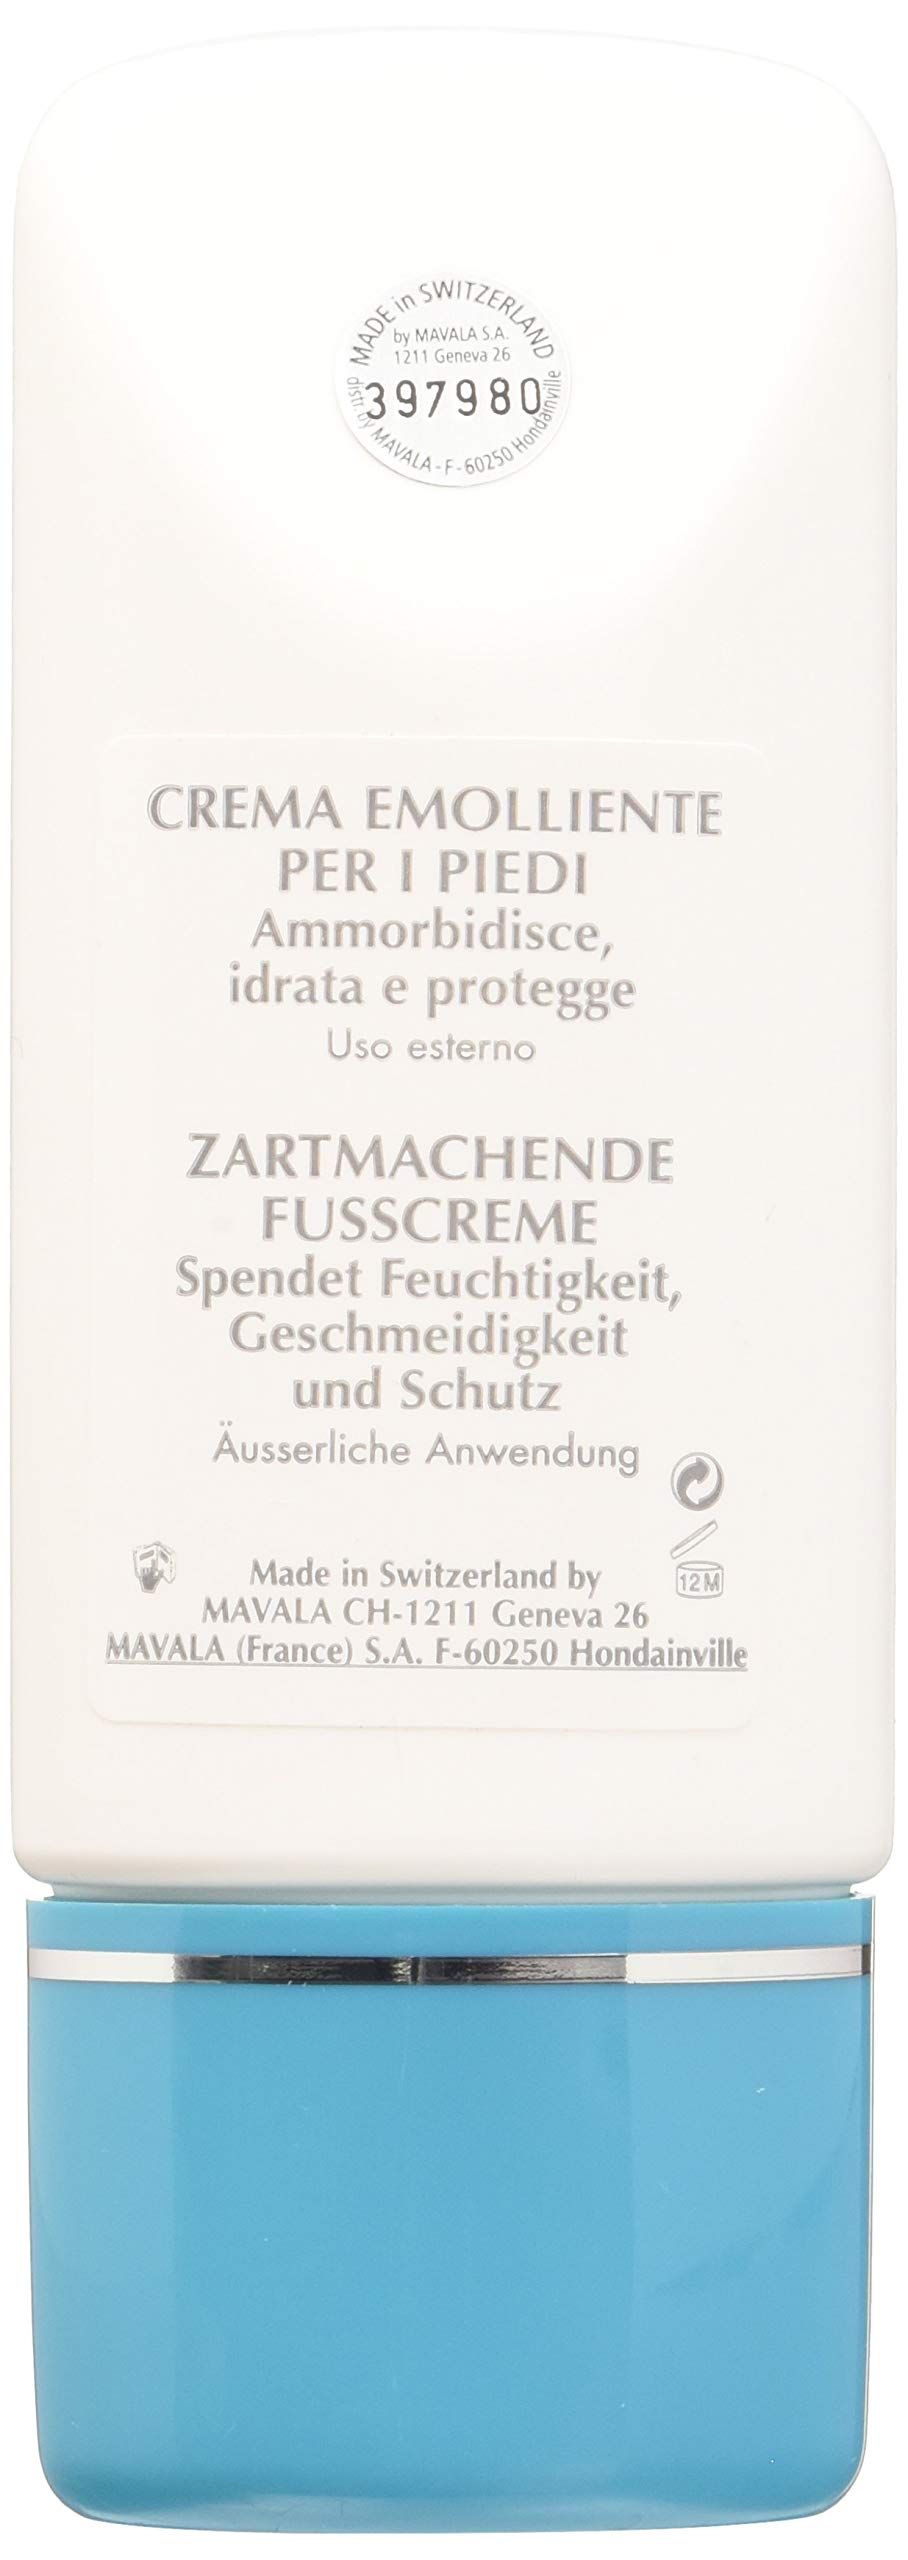 MADE in SWITZERLAND
by MAVALA S.A.
1211 Geneva 26
397980
distr. by MAVALA - F - 60250 Hondainville
CREMA EMOLLIENTE
PER I PIEDI
Ammorbidisce,
idrata e protegge
Uso esterno
ZARTMACHENDE
FUSSCREME
Spendet Feuchtigkeit,
Geschmeidigkeit
und Schutz
Äusserliche Anwendung
12M
Made in Switzerland by
MAVALA CH-1211 Geneva 26
MAVALA (France) S.A. F-60250 Hondainville